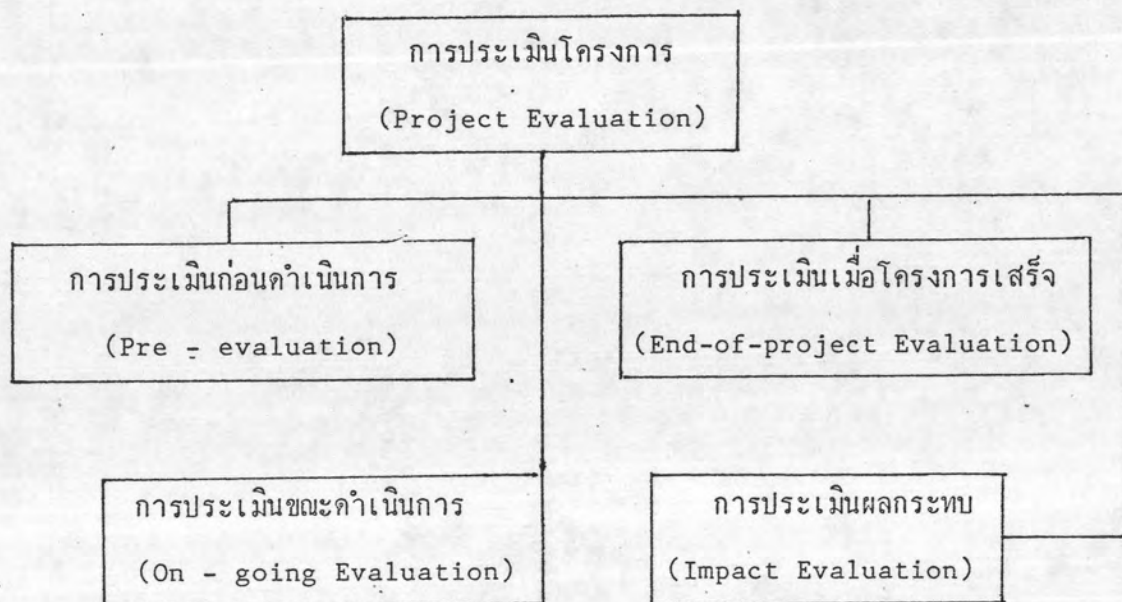 การประเมินโครงการ
(Project Evaluation)
การประเมินก่อนดำเนินการ
(Pre - evaluation)
การประเมินเมื่อโครงการเสร็จ
(End-of-project Evaluation)
การประเมินขณะดำเนินการ
(On - going Evaluation)
การประเมินผลกระทบ
(Impact Evaluation)